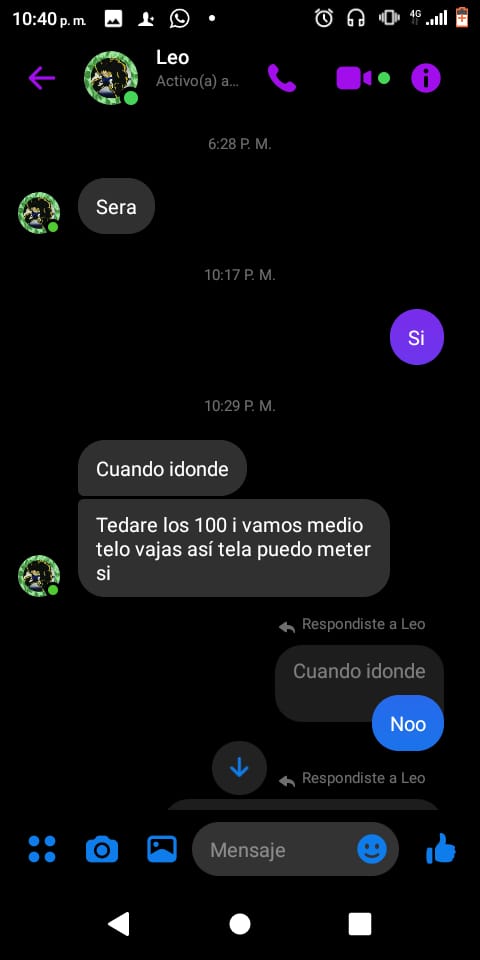 10:40 p. m.
4G
Leo
Activo(a) a...
6:28 P. M.
Sera
10:17 P. M.
Si
10:29 P. M.
Cuando idonde
Tedare los 100 i vamos medio
telo vajas así tela puedo meter
si
Respondiste a Leo
Cuando idonde
Noo
Respondiste a Leo
Mensaje